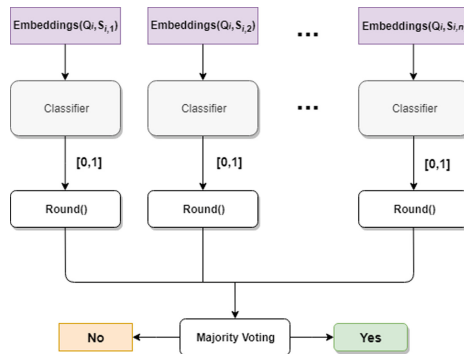 Embeddings(Qi,Si,1) Embeddings(Qi,Si,2) ... Embeddings(Qi,Si,n
Classifier Classifier ... Classifier
[0,1] [0,1] [0,1]
Round() Round() Round()
No Majority Voting Yes